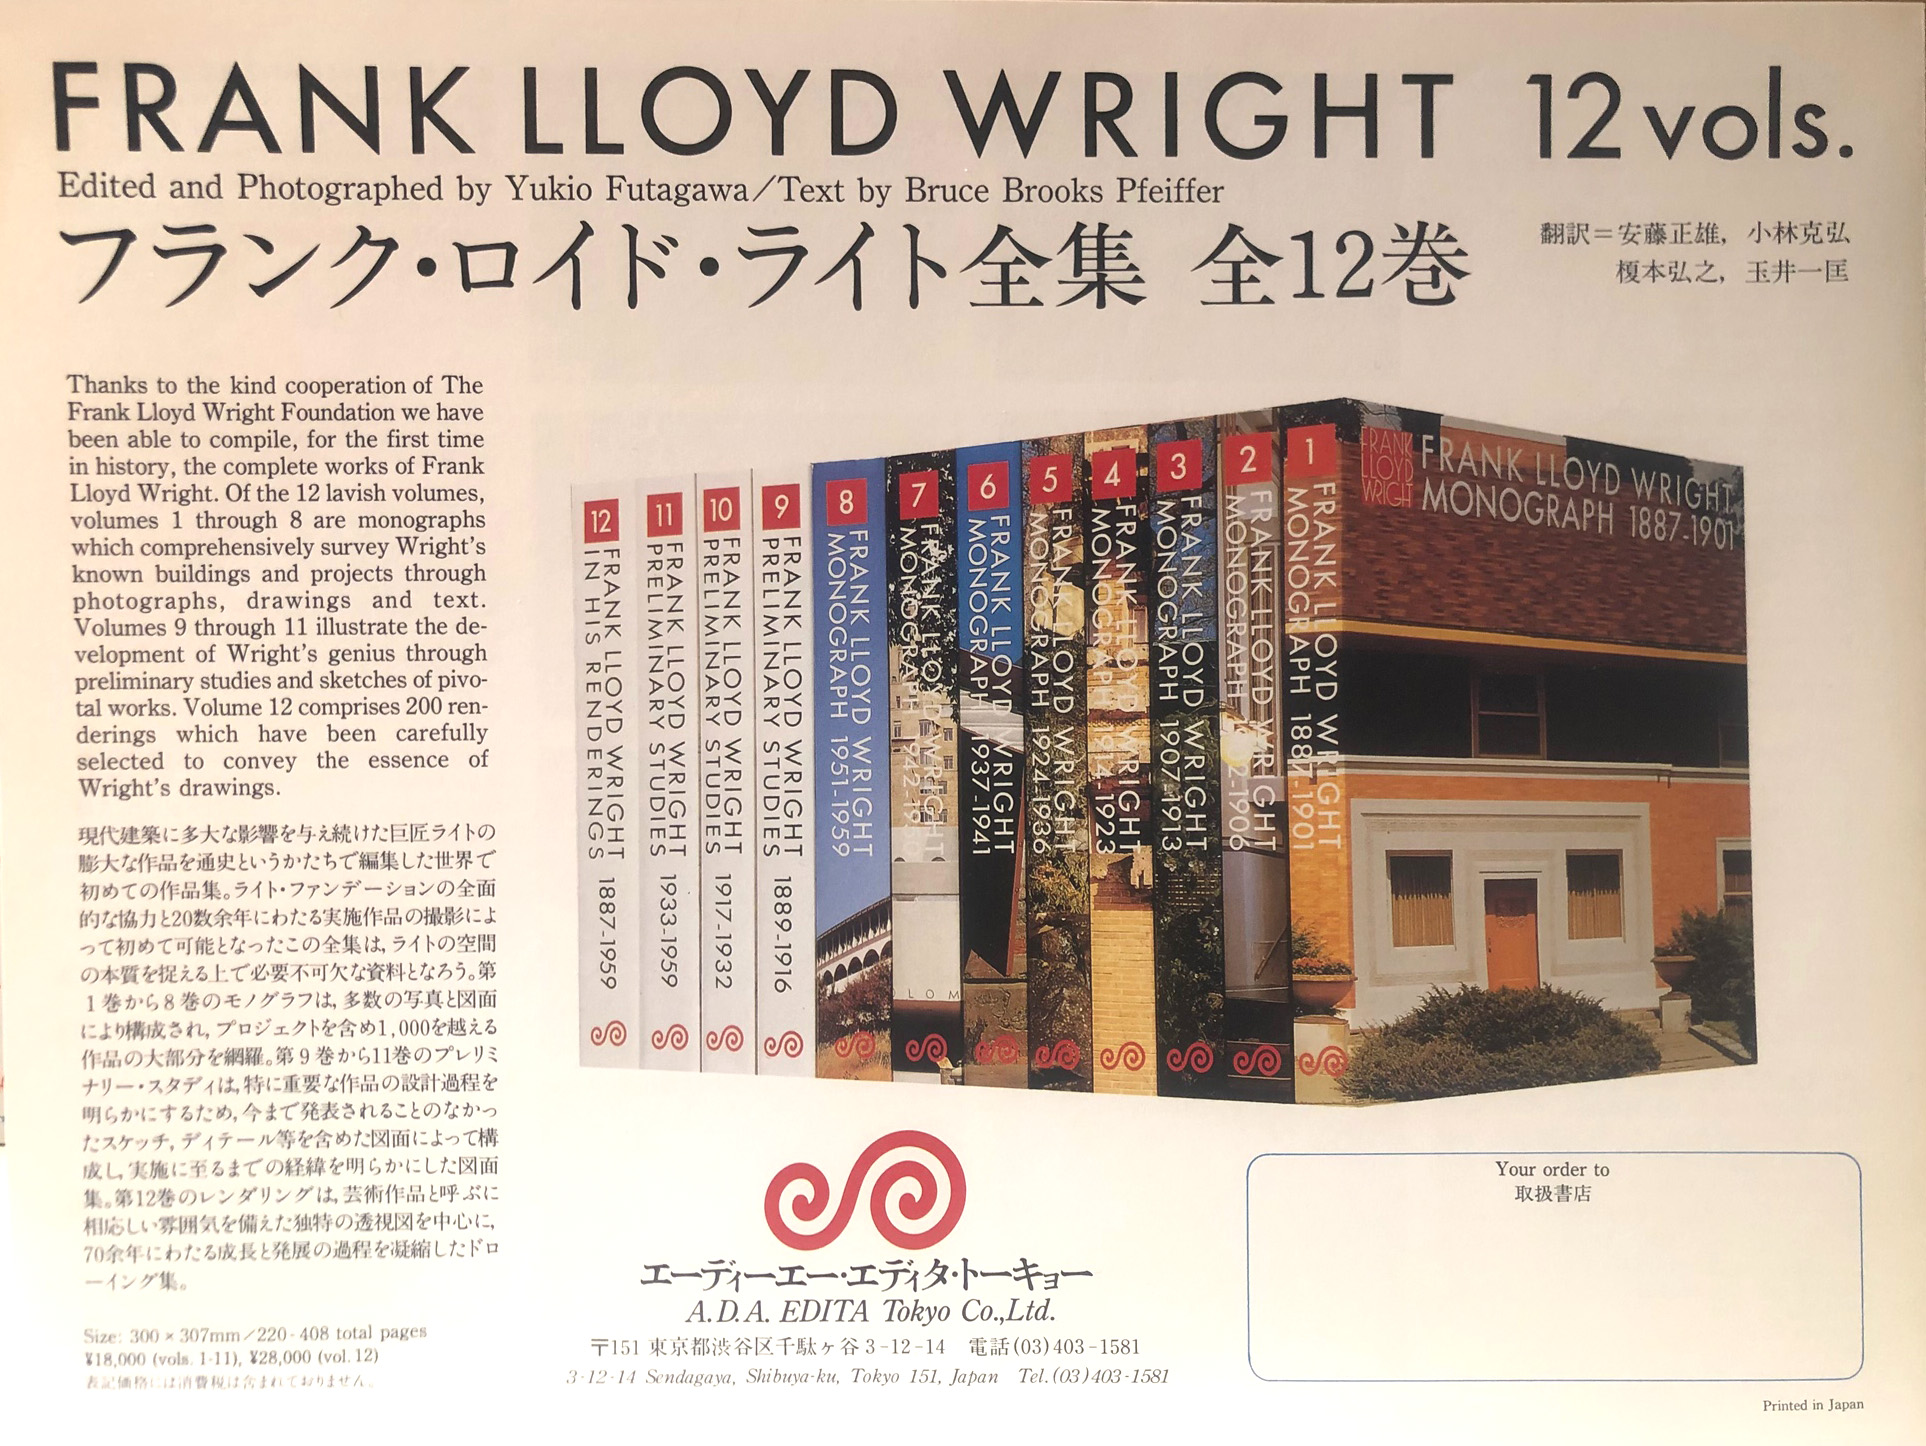 FRANK LLOYD WRIGHT 12 vols.
Edited and Photographed by Yukio Futagawa/Text by Bruce Brooks Pfeiffer
フランク・ロイド・ライト全集 全12巻
翻訳＝安藤正雄, 小林克弘
榎本弘之, 玉井一匡
Thanks to the kind cooperation of The
Frank Lloyd Wright Foundation we have
been able to compile, for the first time
in history, the complete works of Frank
Lloyd Wright. Of the 12 lavish volumes,
volumes 1 through 8 are monographs
which comprehensively survey Wright's
known buildings and projects through
photographs, drawings and text.
Volumes 9 through 11 illustrate the de-
velopment of Wright's genius through
preliminary studies and sketches of pivo-
tal works. Volume 12 comprises 200 ren-
derings which have been carefully
selected to convey the essence of
Wright's drawings.
現代建築に多大な影響を与え続けた巨匠ライトの
膨大な作品を通史というかたちで編集した世界で
初めての作品集。ライト・ファンデーションの全面
的な協力と20数余年にわたる実施作品の撮影によ
って初めて可能となったこの全集は,ライトの空間
の本質を捉える上で必要不可欠な資料となろう。第
1巻から8巻のモノグラフは,多数の写真と図面
により構成され,プロジェクトを含め1,000を越える
作品の大部分を網羅。第9巻から11巻のプレリミ
ナリー・スタディは,特に重要な作品の設計過程を
明らかにするため,今まで発表されることのなかっ
たスケッチ,ディテール等を含めた図面によって構
成し,実施に至るまでの経緯を明らかにした図面
集。第12巻のレンダリングは,芸術作品と呼ぶに
相応しい雰囲気を備えた独特の透視図を中心に,
70余年にわたる成長と発展の過程を凝縮したドロ
ーイング集。
Size: 300×307mm/220-408 total pages
¥18,000 (vols. 1-11), ¥28,000 (vol. 12)
表記価格には消費税は含まれておりません。
12
FRANK LLOYD WRIGHT
IN HIS RENDERINGS 1887-1959
11
FRANK LLOYD WRIGHT
PRELIMINARY STUDIES 1933-1959
10
FRANK LLOYD WRIGHT
PRELIMINARY STUDIES 1917-1932
9
FRANK LLOYD WRIGHT
PRELIMINARY STUDIES 1889-1916
8
FRANK LLOYD WRIGHT
MONOGRAPH 1951-1959
7
FRANK LLOYD WRIGHT
MONOGRAPH
LOM
6
FRANK LLOYD WRIGHT
MONOGRAPH 1937-1941
5
FRANK LLOYD WRIGHT
MONOGRAPH 1924-1936
4
FRANK LLOYD WRIGHT
MONOGRAPH 1914-1923
3
FRANK LLOYD WRIGHT
MONOGRAPH 1907-1913
2
FRANK LLOYD WRIGHT
MONOGRAPH
1
FRANK LLOYD WRIGHT
MONOGRAPH 1887-1901
FRANK
LLOYD
WRIGHT
FRANK LLOYD WRIGHT
MONOGRAPH 1887-1901
エーディーエー・エディタ・トーキョー
A.D.A. EDITA Tokyo Co.,Ltd.
〒151 東京都渋谷区千駄ヶ谷3-12-14 電話(03)403-1581
3-12-14 Sendagaya, Shibuya-ku, Tokyo 151, Japan Tel.(03)403-1581
Your order to
取扱書店
Printed in Japan